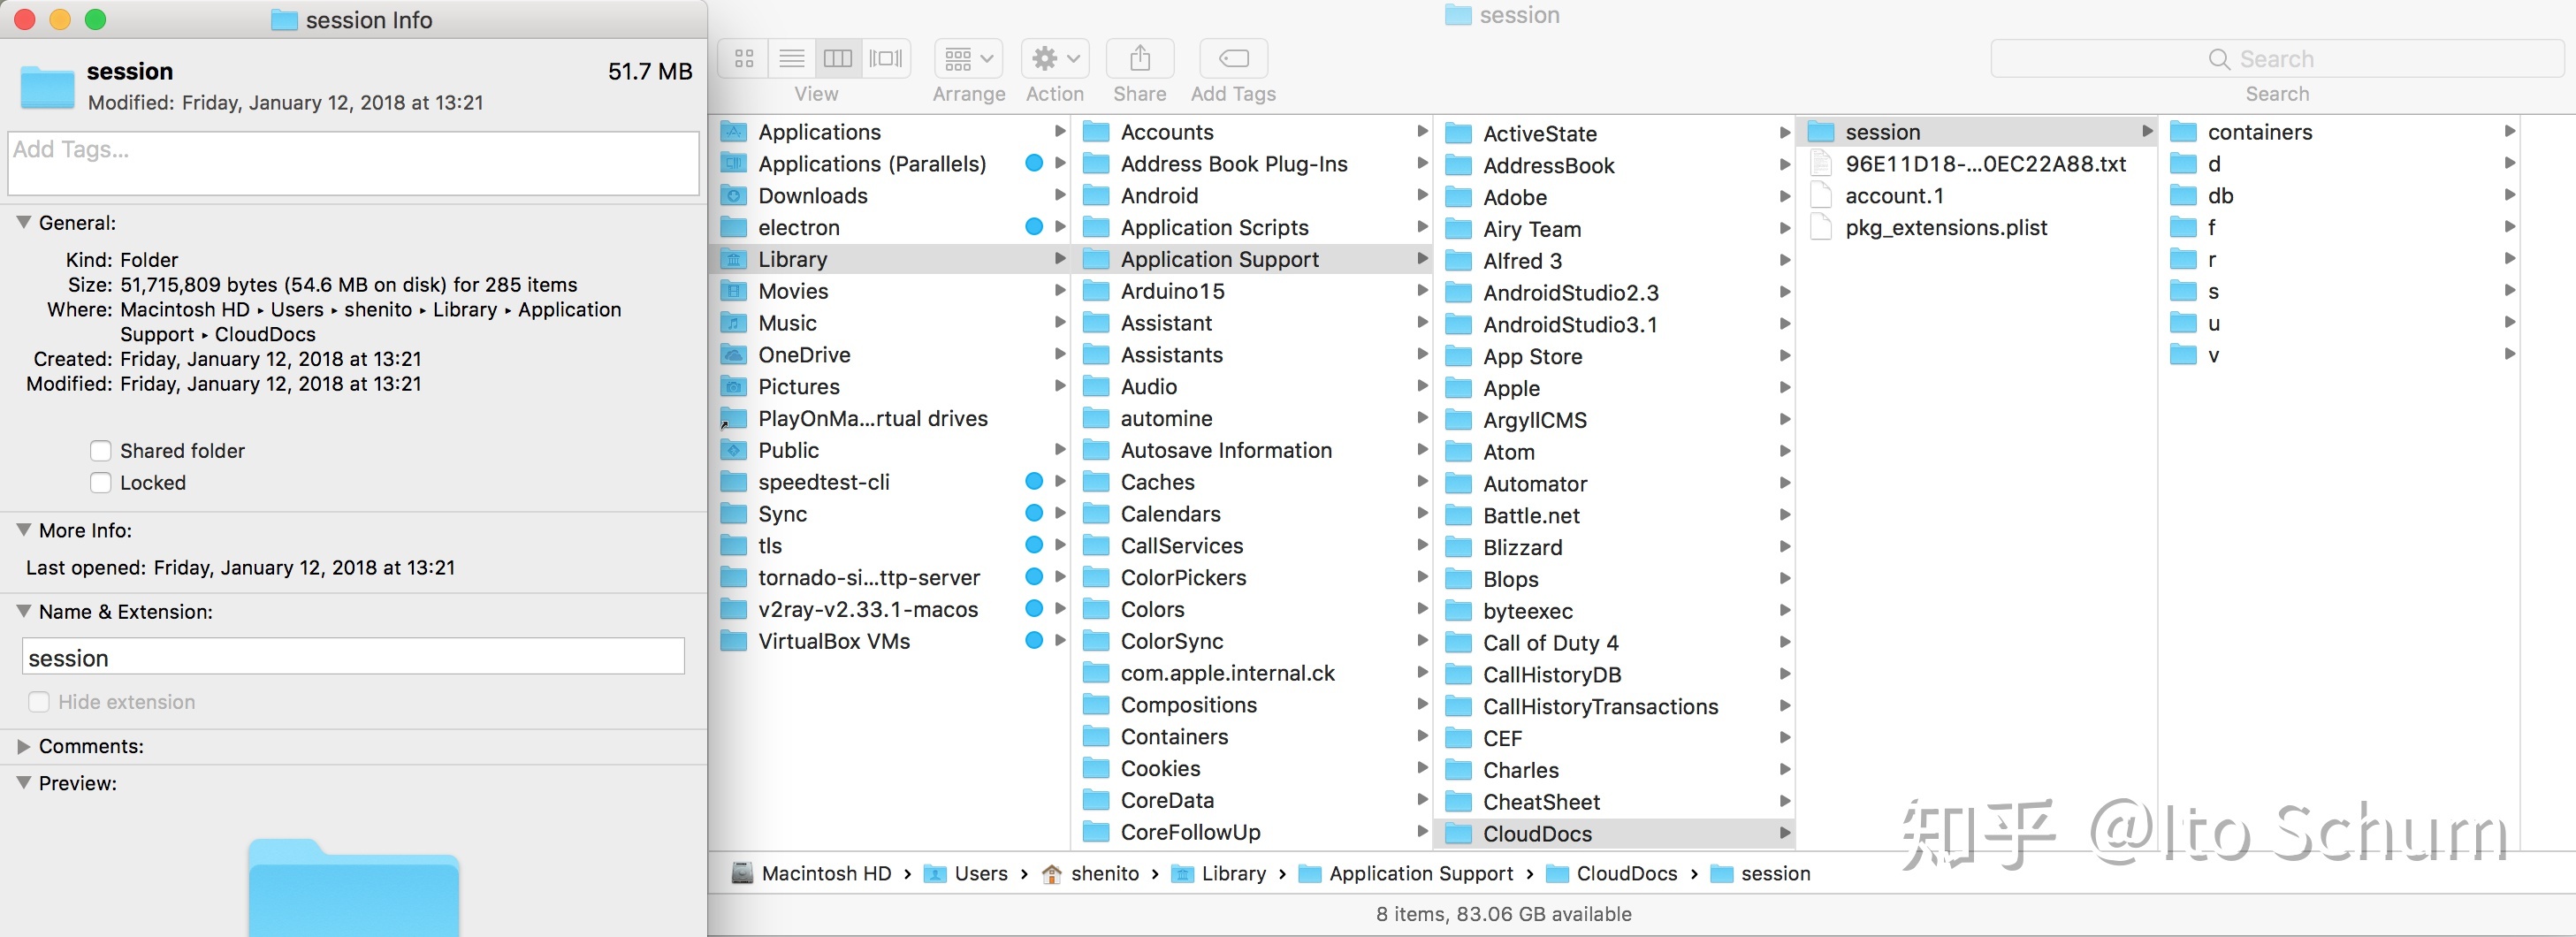 session Info
session
51.7 MB
Modified: Friday, January 12, 2018 at 13:21
Add Tags...
General:
Kind: Folder
Size: 51,715,809 bytes (54.6 MB on disk) for 285 items
Where: Macintosh HD ▸ Users ▸ shenito ▸ Library ▸ Application
Support ▸ CloudDocs
Created: Friday, January 12, 2018 at 13:21
Modified: Friday, January 12, 2018 at 13:21
Shared folder
Locked
More Info:
Last opened: Friday, January 12, 2018 at 13:21
Name & Extension:
session
Hide extension
Comments:
Preview:
session
View
Arrange
Action
Share
Add Tags
Search
Search
Applications
Applications (Parallels)
Downloads
electron
Library
Movies
Music
OneDrive
Pictures
PlayOnMa...rtual drives
Public
speedtest-cli
Sync
tls
tornado-si...ttp-server
v2ray-v2.33.1-macos
VirtualBox VMs
Accounts
Address Book Plug-Ins
Android
Application Scripts
Application Support
Arduino15
Assistant
Assistants
Audio
automine
Autosave Information
Caches
Calendars
CallServices
ColorPickers
Colors
ColorSync
com.apple.internal.ck
Compositions
Containers
Cookies
CoreData
CoreFollowUp
ActiveState
AddressBook
Adobe
Airy Team
Alfred 3
AndroidStudio2.3
AndroidStudio3.1
App Store
Apple
ArgyllCMS
Atom
Automator
Battle.net
Blizzard
Blops
byteexec
Call of Duty 4
CallHistoryDB
CallHistoryTransactions
CEF
Charles
CheatSheet
CloudDocs
session
96E11D18-...0EC22A88.txt
account.1
pkg_extensions.plist
containers
d
db
f
r
s
u
v
知乎 @Ito Schum
Macintosh HD › Users › shenito › Library › Application Support › CloudDocs › session
8 items, 83.06 GB available